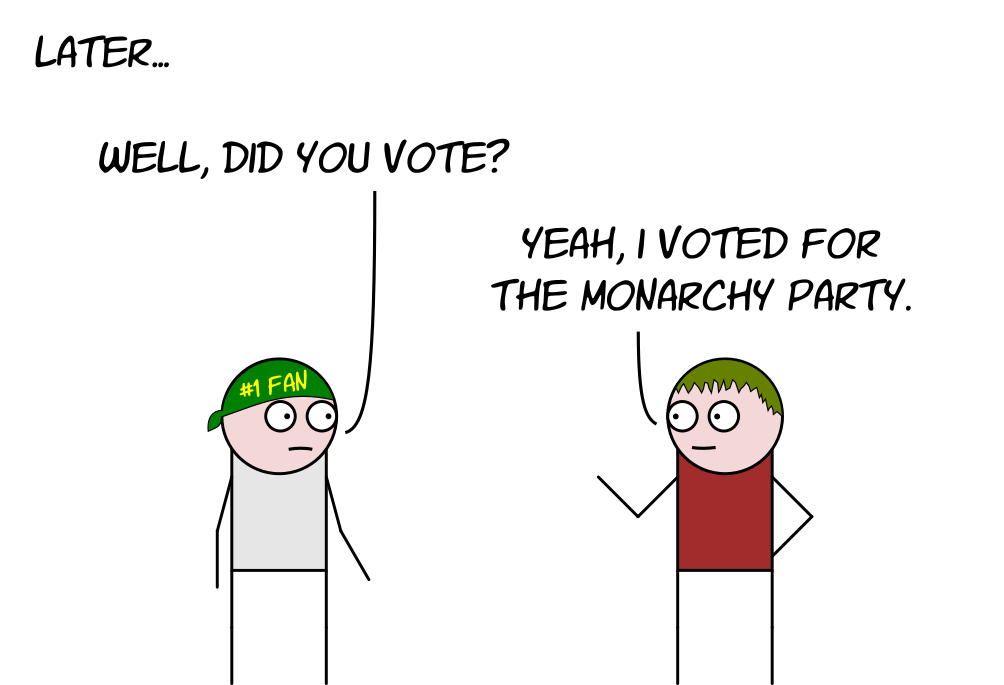 LATER...
WELL, DID YOU VOTE?
YEAH, I VOTED FOR
THE MONARCHY PARTY.
#1 FAN